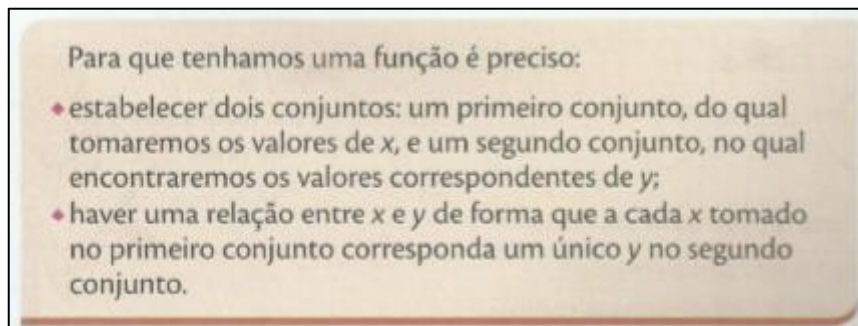 Para que tenhamos uma função é preciso:
◆ estabelecer dois conjuntos: um primeiro conjunto, do qual
tomaremos os valores de x, e um segundo conjunto, no qual
encontraremos os valores correspondentes de y;
◆ haver uma relação entre x e y de forma que a cada x tomado
no primeiro conjunto corresponda um único y no segundo
conjunto.